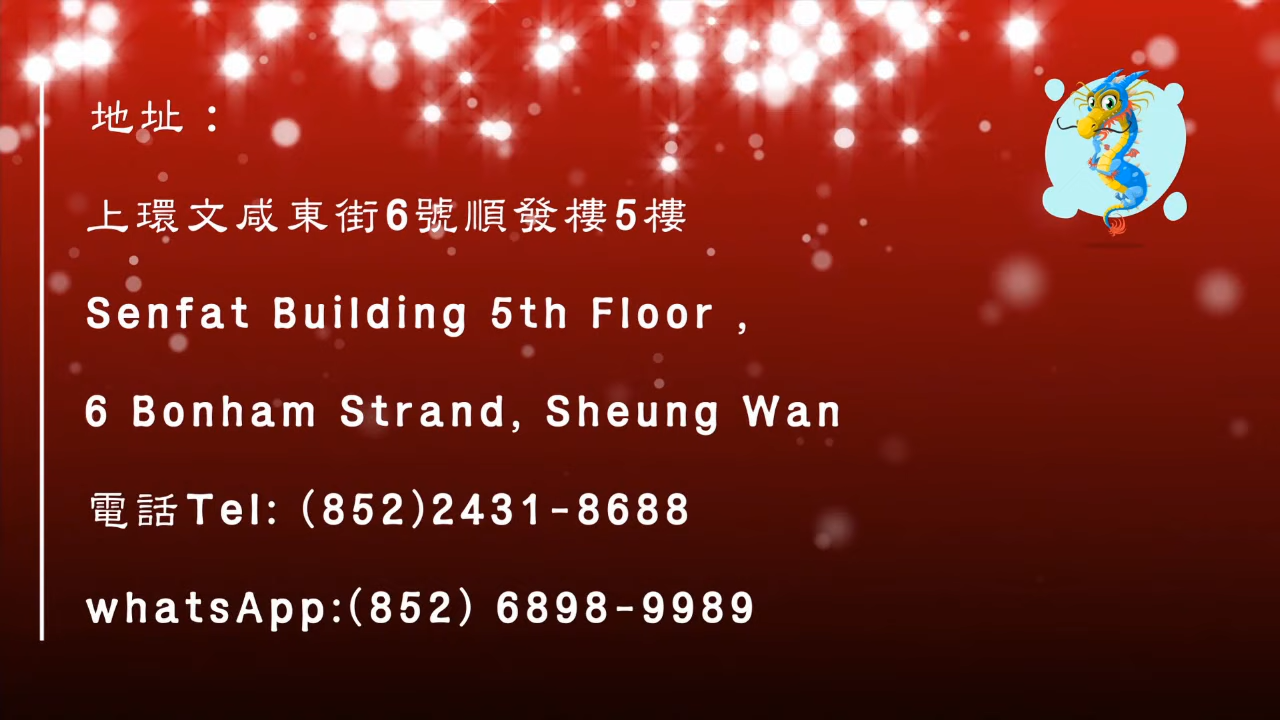 地址：
上環文咸東街6號順發樓5樓
Senfat Building 5th Floor ,
6 Bonham Strand, Sheung Wan
電話Tel: (852)2431-8688
whatsApp:(852) 6898-9989